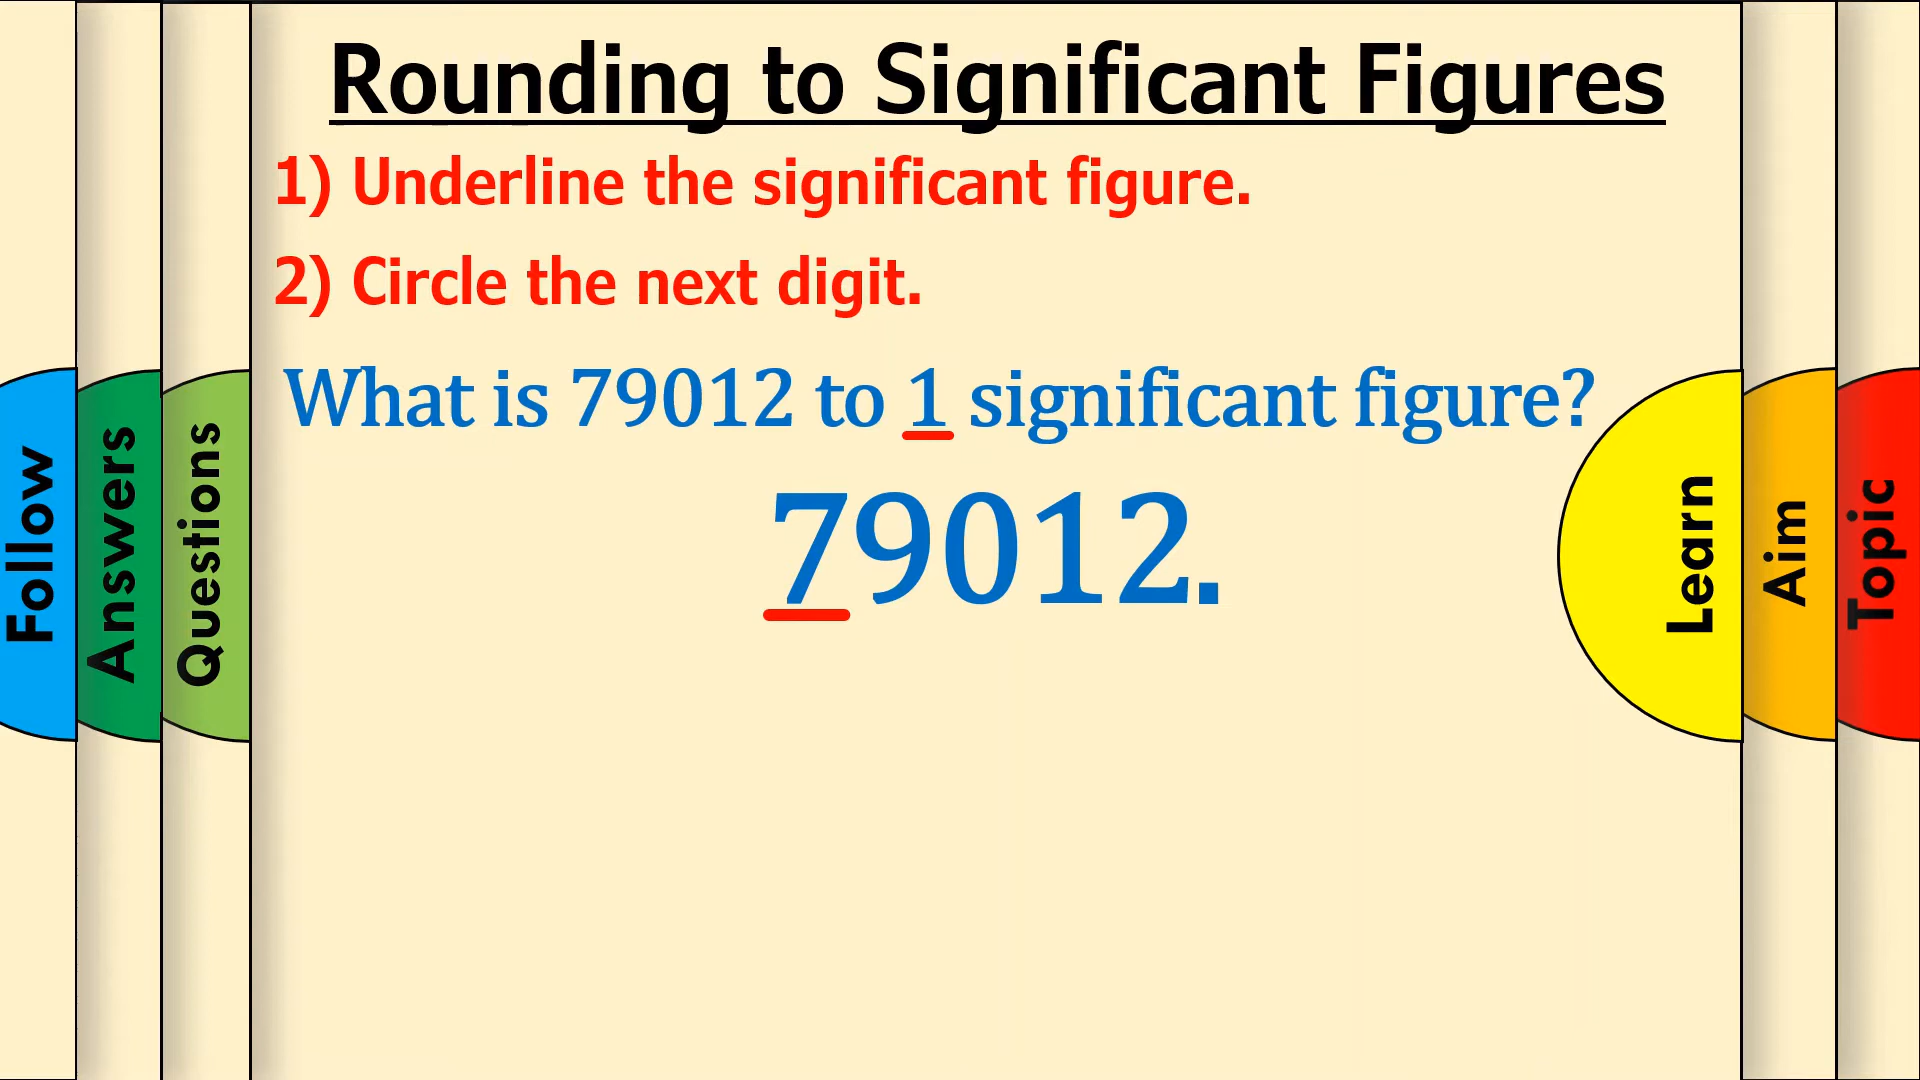 Rounding to Significant Figures
1) Underline the significant figure.
2) Circle the next digit.
What is 79012 to 1 significant figure?
79012.
Follow
Answers
Questions
Learn
Aim
Topic